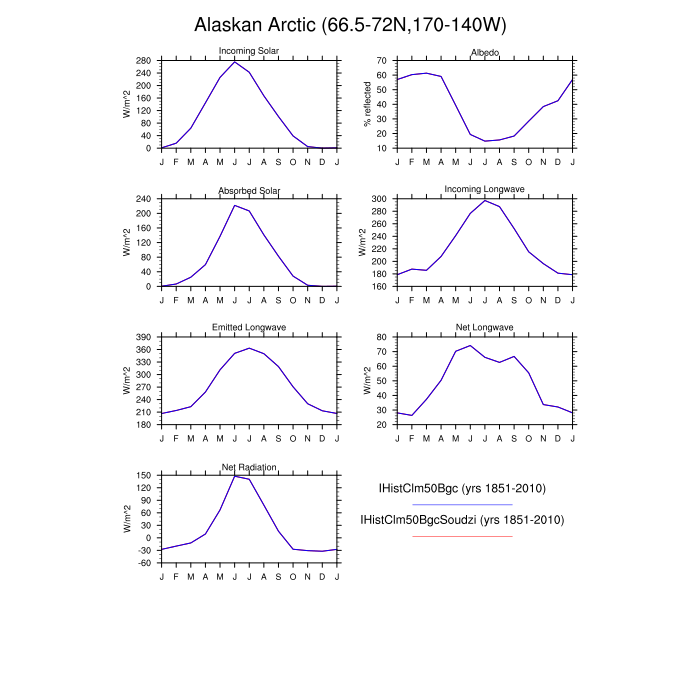 Alaskan Arctic (66.5-72N,170-140W)
Incoming Solar
W/m^2
280
240
200
160
120
80
40
0
J F M A M J J A S O N D J
Albedo
% reflected
70
60
50
40
30
20
10
J F M A M J J A S O N D J
Absorbed Solar
W/m^2
240
200
160
120
80
40
0
J F M A M J J A S O N D J
Incoming Longwave
W/m^2
300
280
260
240
220
200
180
160
J F M A M J J A S O N D J
Emitted Longwave
W/m^2
390
360
330
300
270
240
210
180
J F M A M J J A S O N D J
Net Longwave
W/m^2
80
70
60
50
40
30
20
J F M A M J J A S O N D J
Net Radiation
W/m^2
150
120
90
60
30
0
-30
-60
J F M A M J J A S O N D J
IHistClm50Bgc (yrs 1851-2010)
IHistClm50BgcSoudzi (yrs 1851-2010)